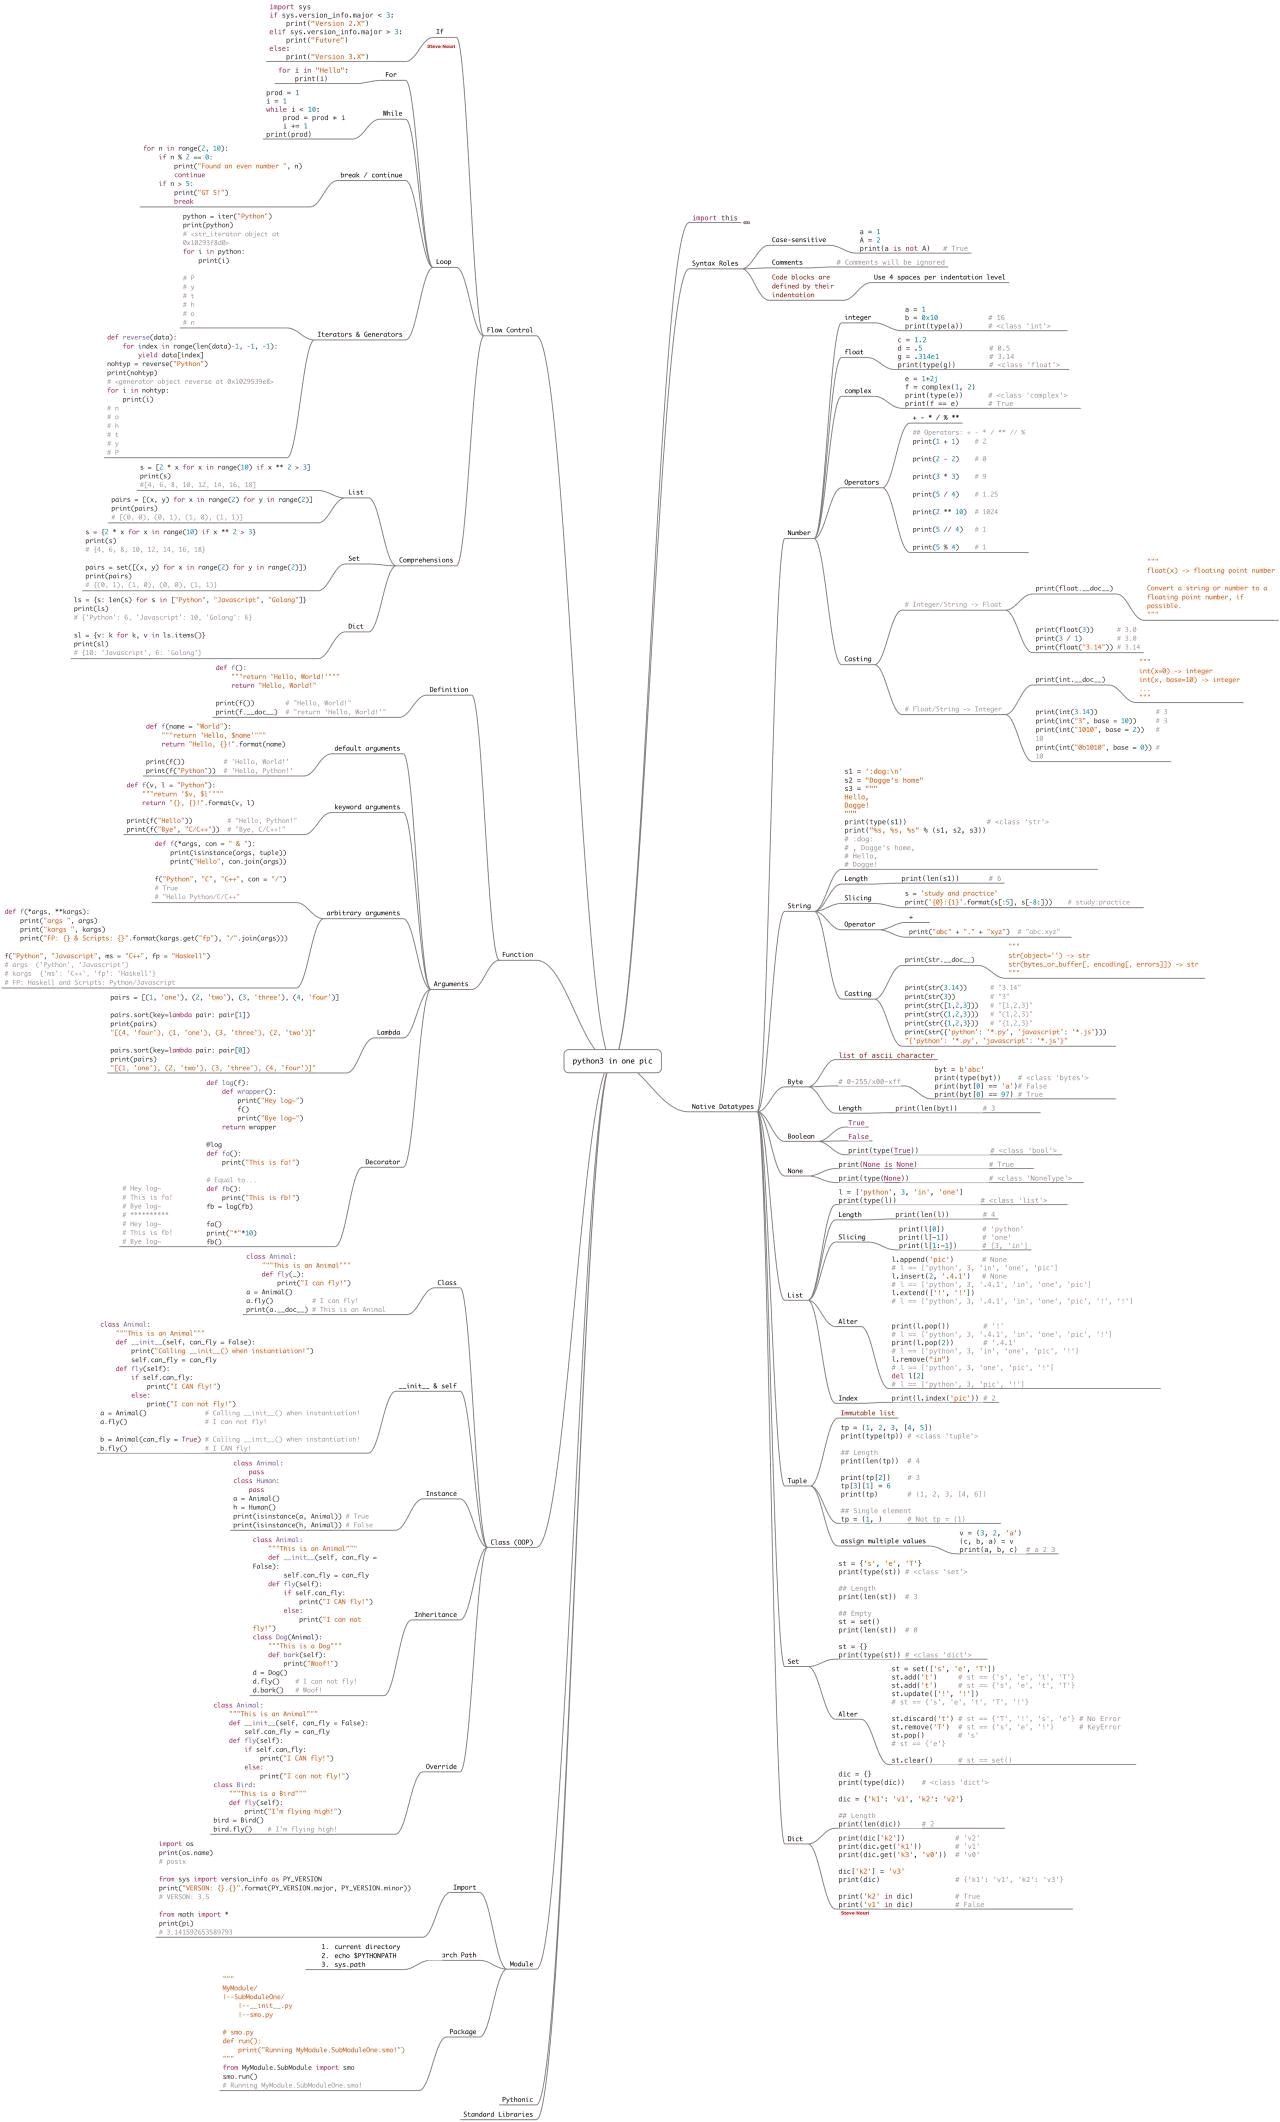 import sys
if sys.version_info.major < 3:
print("Version 2.X")
elif sys.version_info.major > 3:
print("Future")
else:
print("Version 3.X")
If
Steve Nouri
for i in "Hello":
print(i)
For
prod = 1
i = 1
while i < 10:
prod = prod * i
i += 1
print(prod)
While
for n in range(2, 10):
if n % 2 == 0:
print("Found an even number ", n)
continue
if n > 5:
print("GT 5!")
break
break / continue
python = iter("Python")
print(python)
# <str_iterator object at
0x10293f8d0>
for i in python:
print(i)
# P
# y
# t
# h
# o
# n
def reverse(data):
for index in range(len(data)-1, -1, -1):
yield data[index]
nohtyp = reverse("Python")
print(nohtyp)
# <generator object reverse at 0x1029539e8>
for i in nohtyp:
print(i)
# n
# o
# h
# t
# y
# P
Iterators & Generators
Loop
Flow Control
s = [2 * x for x in range(10) if x ** 2 > 3]
print(s)
#[4, 6, 8, 10, 12, 14, 16, 18]
pairs = [(x, y) for x in range(2) for y in range(2)]
print(pairs)
# [(0, 0), (0, 1), (1, 0), (1, 1)]
List
s = {2 * x for x in range(10) if x ** 2 > 3}
print(s)
# {4, 6, 8, 10, 12, 14, 16, 18}
pairs = set([(x, y) for x in range(2) for y in range(2)])
print(pairs)
# {(0, 1), (1, 0), (0, 0), (1, 1)}
Set
Comprehensions
ls = {s: len(s) for s in ["Python", "Javascript", "Golang"]}
print(ls)
# {'Python': 6, 'Javascript': 10, 'Golang': 6}
sl = {v: k for k, v in ls.items()}
print(sl)
# {10: 'Javascript', 6: 'Golang'}
Dict
def f():
"""return 'Hello, World!'"""
return "Hello, World!"
print(f()) # "Hello, World!"
print(f.__doc__) # "return 'Hello, World!'"
Definition
def f(name = "World"):
"""return 'Hello, $name'"""
return "Hello, {}!".format(name)
print(f()) # 'Hello, World!'
print(f("Python")) # 'Hello, Python!'
default arguments
def f(v, l = "Python"):
"""return '$v, $l'"""
return "{}, {}!".format(v, l)
print(f("Hello")) # "Hello, Python!"
print(f("Bye", "C/C++")) # "Bye, C/C++!"
keyword arguments
def f(*args, con = " & "):
print(isinstance(args, tuple))
print("Hello", con.join(args))
f("Python", "C", "C++", con = "/")
# True
# "Hello Python/C/C++"
def f(*args, **kargs):
print("args ", args)
print("kargs ", kargs)
print("FP: {} & Scripts: {}".format(kargs.get("fp"), "/".join(args)))
f("Python", "Javascript", ms = "C++", fp = "Haskell")
# args ('Python', 'Javascript')
# kargs {'ms': 'C++', 'fp': 'Haskell'}
# FP: Haskell and Scripts: Python/Javascript
arbitrary arguments
Function
Arguments
pairs = [(1, 'one'), (2, 'two'), (3, 'three'), (4, 'four')]
pairs.sort(key=lambda pair: pair[1])
print(pairs)
"[(4, 'four'), (1, 'one'), (3, 'three'), (2, 'two')]"
pairs.sort(key=lambda pair: pair[0])
print(pairs)
"[(1, 'one'), (2, 'two'), (3, 'three'), (4, 'four')]"
Lambda
def log(f):
def wrapper():
print("Hey log~")
f()
print("Bye log~")
return wrapper
@log
def fa():
print("This is fa!")
# Equal to...
# Hey log~ def fb():
# This is fa! print("This is fb!")
# Bye log~ fb = log(fb)
# **********
# Hey log~ fa()
# This is fb! print("*"*10)
# Bye log~ fb()
Decorator
class Animal:
"""This is an Animal"""
def fly(_):
print("I can fly!")
a = Animal()
a.fly() # I can fly!
print(a.__doc__) # This is an Animal
Class
class Animal:
"""This is an Animal"""
def __init__(self, can_fly = False):
print("Calling __init__() when instantiation!")
self.can_fly = can_fly
def fly(self):
if self.can_fly:
print("I CAN fly!")
else:
print("I can not fly!")
a = Animal() # Calling __init__() when instantiation!
a.fly() # I can not fly!
b = Animal(can_fly = True) # Calling __init__() when instantiation!
b.fly() # I CAN fly!
__init__ & self
class Animal:
pass
class Human:
pass
a = Animal()
h = Human()
print(isinstance(a, Animal)) # True
print(isinstance(h, Animal)) # False
Instance
Class (OOP)
class Animal:
"""This is an Animal"""
def __init__(self, can_fly =
False):
self.can_fly = can_fly
def fly(self):
if self.can_fly:
print("I CAN fly!")
else:
print("I can not
fly!")
class Dog(Animal):
"""This is a Dog"""
def bark(self):
print("Woof!")
d = Dog()
d.fly() # I can not fly!
d.bark() # Woof!
Inheritance
class Animal:
"""This is an Animal"""
def __init__(self, can_fly = False):
self.can_fly = can_fly
def fly(self):
if self.can_fly:
print("I CAN fly!")
else:
print("I can not fly!")
class Bird:
"""This is a Bird"""
def fly(self):
print("I'm flying high!")
bird = Bird()
bird.fly() # I'm flying high!
Override
import os
print(os.name)
# posix
from sys import version_info as PY_VERSION
print("VERSON: {}.{}".format(PY_VERSION.major, PY_VERSION.minor))
# VERSON: 3.5
from math import *
print(pi)
# 3.141592653589793
Import
1. current directory
2. echo $PYTHONPATH
3. sys.path
arch Path
Module
"""
MyModule/
|--SubModuleOne/
|--__init__.py
|--smo.py
# smo.py
def run():
print("Running MyModule.SubModuleOne.smo!")
"""
from MyModule.SubModule import smo
smo.run()
# Running MyModule.SubModuleOne.smo!
Package
Pythonic
Standard Libraries
python3 in one pic
import this
Syntax Roles
Case-sensitive
a = 1
A = 2
print(a is not A) # True
Comments
# Comments will be ignored
Code blocks are
defined by their
indentation
Use 4 spaces per indentation level
Native Datatypes
Number
integer
a = 1
b = 0x10 # 16
print(type(a)) # <class 'int'>
float
c = 1.2
d = .5 # 0.5
g = .314e1 # 3.14
print(type(g)) # <class 'float'>
complex
e = 1+2j
f = complex(1, 2)
print(type(e)) # <class 'complex'>
print(f == e) # True
Operators
+ - * / % **
## Operators: + - * / ** // %
print(1 + 1) # 2
print(2 - 2) # 0
print(3 * 3) # 9
print(5 / 4) # 1.25
print(2 ** 10) # 1024
print(5 // 4) # 1
print(5 % 4) # 1
Casting
# Integer/String -> Float
print(float.__doc__)
"""
float(x) -> floating point number
Convert a string or number to a
floating point number, if
possible.
"""
print(float(3)) # 3.0
print(3 / 1) # 3.0
print(float("3.14")) # 3.14
# Float/String -> Integer
print(int.__doc__)
"""
int(x=0) -> integer
int(x, base=10) -> integer
...
"""
print(int(3.14)) # 3
print(int("3", base = 10)) # 3
print(int("1010", base = 2)) #
10
print(int("0b1010", base = 0)) #
10
String
s1 = ':dog:\n'
s2 = "Dogge's home"
s3 = """
Hello,
Dogge!
"""
print(type(s1)) # <class 'str'>
print("%s, %s, %s" % (s1, s2, s3))
# :dog:
# , Dogge's home,
# Hello,
# Dogge!
Length
print(len(s1)) # 6
Slicing
s = 'study and practice'
print('{0}:{1}'.format(s[:5], s[-8:])) # study:practice
Operator
+
print("abc" + "." + "xyz") # "abc.xyz"
Casting
print(str.__doc__)
"""
str(object='') -> str
str(bytes_or_buffer[, encoding[, errors]]) -> str
"""
print(str(3.14)) # "3.14"
print(str(3)) # "3"
print(str([1,2,3])) # "[1,2,3]"
print(str((1,2,3))) # "(1,2,3)"
print(str({1,2,3})) # "{1,2,3}"
print(str({'python': '*.py', 'javascript': '*.js'}))
"{'python': '*.py', 'javascript': '*.js'}"
Byte
list of ascii character
# 0-255/x00-xff
byt = b'abc'
print(type(byt)) # <class 'bytes'>
print(byt[0] == 'a')# False
print(byt[0] == 97) # True
Length
print(len(byt)) # 3
Boolean
True
False
print(type(True)) # <class 'bool'>
None
print(None is None) # True
print(type(None)) # <class 'NoneType'>
List
l = ['python', 3, 'in', 'one']
print(type(l)) # <class 'list'>
Length
print(len(l)) # 4
Slicing
print(l[0]) # 'python'
print(l[-1]) # 'one'
print(l[1:-1]) # [3, 'in']
Alter
l.append('pic') # None
# l == ['python', 3, 'in', 'one', 'pic']
l.insert(2, '.4.1') # None
# l == ['python', 3, '.4.1', 'in', 'one', 'pic']
l.extend(['!', '!'])
# l == ['python', 3, '.4.1', 'in', 'one', 'pic', '!', '!']
print(l.pop()) # '!'
# l == ['python', 3, '.4.1', 'in', 'one', 'pic', '!']
print(l.pop(2)) # '.4.1'
# l == ['python', 3, 'in', 'one', 'pic', '!']
l.remove("in")
# l == ['python', 3, 'one', 'pic', '!']
del l[2]
# l == ['python', 3, 'pic', '!']
Index
print(l.index('pic')) # 2
Tuple
Immutable list
tp = (1, 2, 3, [4, 5])
print(type(tp)) # <class 'tuple'>
## Length
print(len(tp)) # 4
print(tp[2]) # 3
tp[3][1] = 6
print(tp) # (1, 2, 3, [4, 6])
## Single element
tp = (1, ) # Not tp = (1)
assign multiple values
v = (3, 2, 'a')
(c, b, a) = v
print(a, b, c) # a 2 3
Set
st = {'s', 'e', 'T'}
print(type(st)) # <class 'set'>
## Length
print(len(st)) # 3
## Empty
st = set()
print(len(st)) # 0
st = {}
print(type(st)) # <class 'dict'>
Alter
st = set(['s', 'e', 'T'])
st.add('t') # st == {'s', 'e', 't', 'T'}
st.add('t') # st == {'s', 'e', 't', 'T'}
st.update(['!', '!'])
# st == {'s', 'e', 't', 'T', '!'}
st.discard('t') # st == {'T', '!', 's', 'e'} # No Error
st.remove('T') # st == {'s', 'e', '!'} # KeyError
st.pop() # 's'
# st == {'e'}
st.clear() # st == set()
Dict
dic = {}
print(type(dic)) # <class 'dict'>
dic = {'k1': 'v1', 'k2': 'v2'}
## Length
print(len(dic)) # 2
print(dic['k2']) # 'v2'
print(dic.get('k1')) # 'v1'
print(dic.get('k3', 'v0')) # 'v0'
dic['k2'] = 'v3'
print(dic) # {'k1': 'v1', 'k2': 'v3'}
print('k2' in dic) # True
print('v1' in dic) # False
Steve Nouri